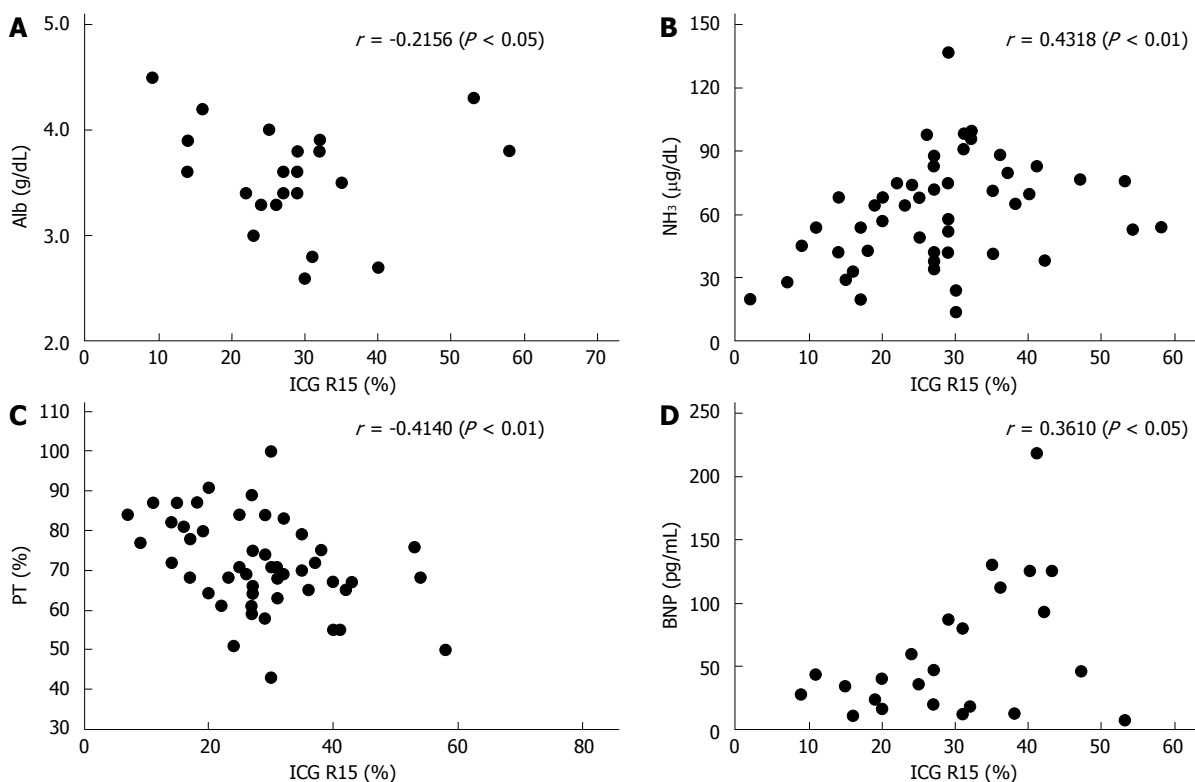 A
r = -0.2156 (P < 0.05)
5.0
4.0
3.0
2.0
Alb (g/dL)
0 10 20 30 40 50 60 70
ICG R15 (%)
B
r = 0.4318 (P < 0.01)
150
120
90
60
30
0
NH₃ (μg/dL)
0 10 20 30 40 50 60
ICG R15 (%)
C
r = -0.4140 (P < 0.01)
110
100
90
80
70
60
50
40
30
PT (%)
0 20 40 60 80
ICG R15 (%)
D
r = 0.3610 (P < 0.05)
250
200
150
100
50
0
BNP (pg/mL)
0 10 20 30 40 50 60
ICG R15 (%)